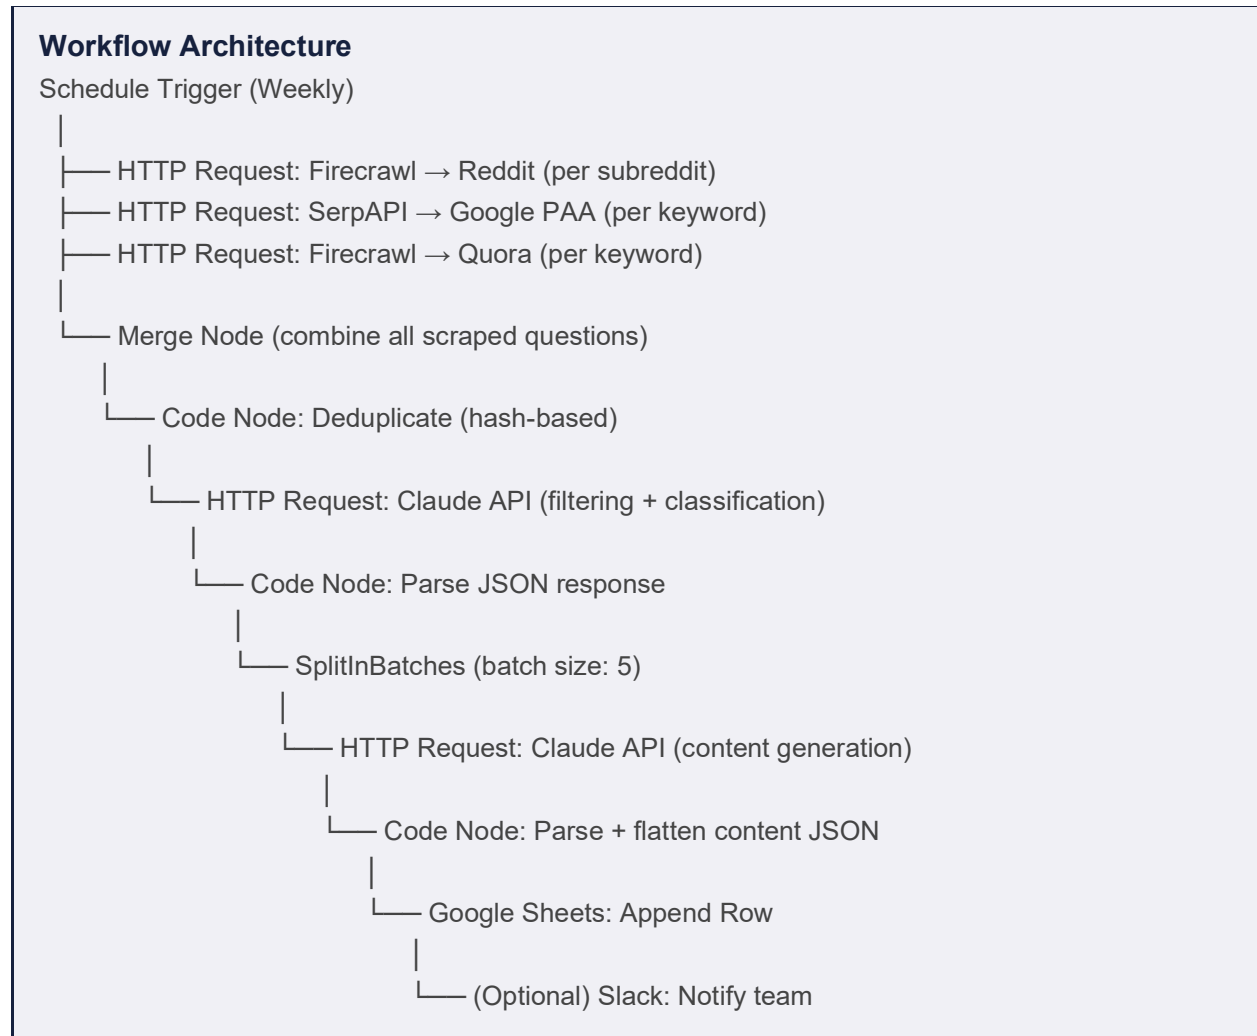 Workflow Architecture
Schedule Trigger (Weekly)
│
├── HTTP Request: Firecrawl → Reddit (per subreddit)
├── HTTP Request: SerpAPI → Google PAA (per keyword)
├── HTTP Request: Firecrawl → Quora (per keyword)
│
└── Merge Node (combine all scraped questions)
│
└── Code Node: Deduplicate (hash-based)
│
└── HTTP Request: Claude API (filtering + classification)
│
└── Code Node: Parse JSON response
│
└── SplitInBatches (batch size: 5)
│
└── HTTP Request: Claude API (content generation)
│
└── Code Node: Parse + flatten content JSON
│
└── Google Sheets: Append Row
│
└── (Optional) Slack: Notify team